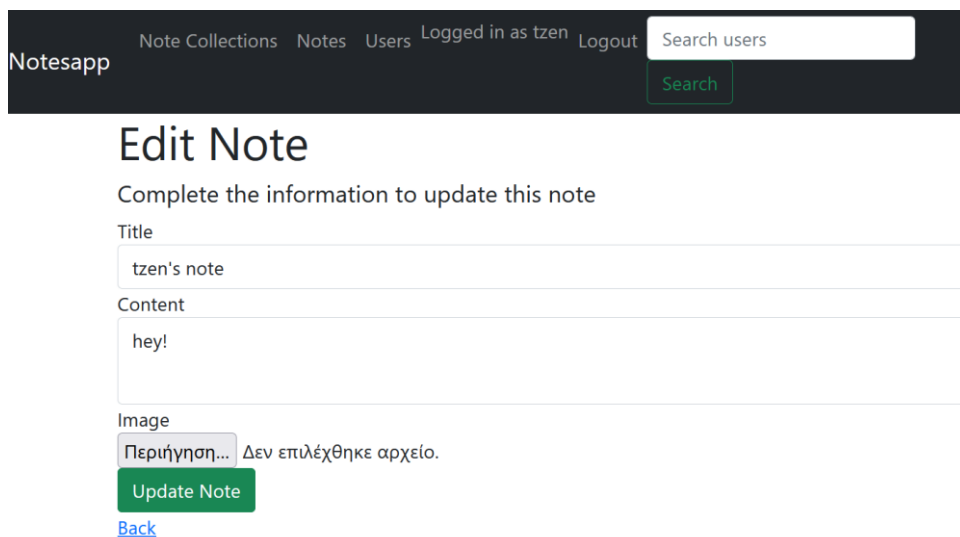 Notesapp
Note Collections Notes Users Logged in as tzen Logout Search users
Search
Edit Note
Complete the information to update this note
Title
tzen's note
Content
hey!
Image
Περιήγηση... Δεν επιλέχθηκε αρχείο.
Update Note
Back